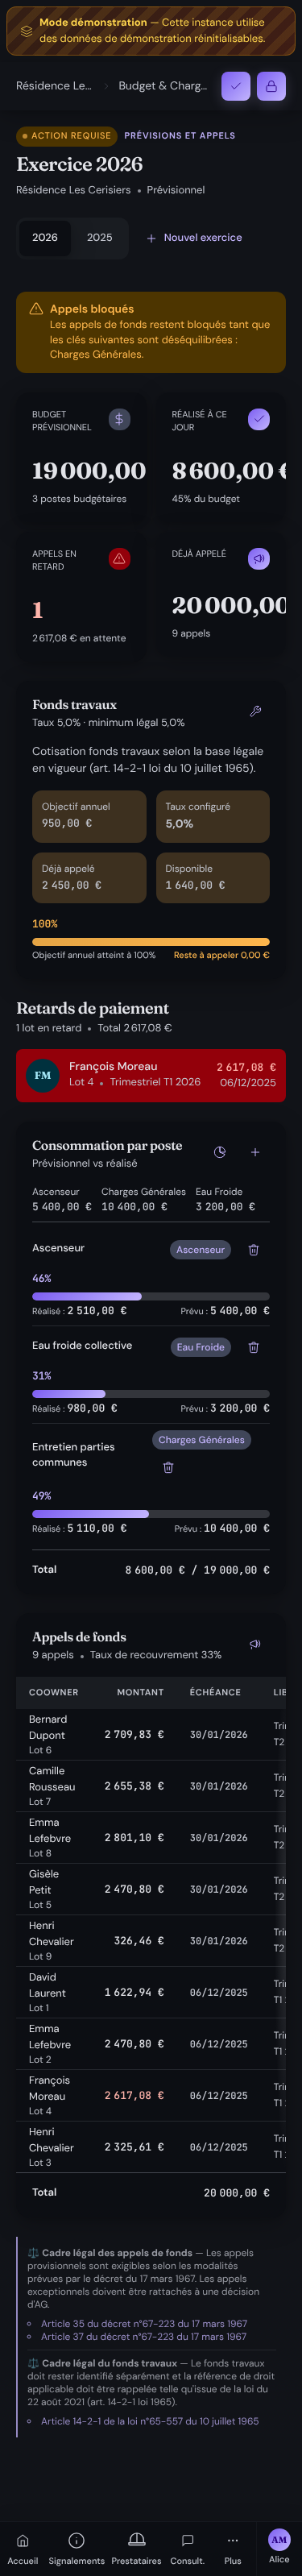 Mode démonstration — Cette instance utilise
des données de démonstration réinitialisables.
Résidence Le... > Budget & Charg...
ACTION REQUISE PRÉVISIONS ET APPELS
Exercice 2026
Résidence Les Cerisiers • Prévisionnel
2026 2025 + Nouvel exercice
Appels bloqués
Les appels de fonds restent bloqués tant que
les clés suivantes sont déséquilibrées :
Charges Générales.
BUDGET
PRÉVISIONNEL
19 000,00
3 postes budgétaires
RÉALISÉ À CE
JOUR
8 600,00 €
45% du budget
APPELS EN
RETARD
1
2 617,08 € en attente
DÉJÀ APPELÉ
20 000,00
9 appels
Fonds travaux
Taux 5,0% · minimum légal 5,0%
Cotisation fonds travaux selon la base légale
en vigueur (art. 14-2-1 loi du 10 juillet 1965).
Objectif annuel
950,00 €
Taux configuré
5,0%
Déjà appelé
2 450,00 €
Disponible
1 640,00 €
100%
Objectif annuel atteint à 100% Reste à appeler 0,00 €
Retards de paiement
1 lot en retard • Total 2 617,08 €
FM François Moreau 2 617,08 €
Lot 4 • Trimestriel T1 2026 06/12/2025
Consommation par poste
Prévisionnel vs réalisé
Ascenseur Charges Générales Eau Froide
5 400,00 € 10 400,00 € 3 200,00 €
Ascenseur Ascenseur
46%
Réalisé : 2 510,00 € Prévu : 5 400,00 €
Eau froide collective Eau Froide
31%
Réalisé : 980,00 € Prévu : 3 200,00 €
Entretien parties
communes
Charges Générales
49%
Réalisé : 5 110,00 € Prévu : 10 400,00 €
Total 8 600,00 € / 19 000,00 €
Appels de fonds
9 appels • Taux de recouvrement 33%
COOWNER MONTANT ÉCHÉANCE LIE
Bernard
Dupont
Lot 6
2 709,83 € 30/01/2026
T2
Camille
Rousseau
Lot 7
2 655,38 € 30/01/2026
T2
Emma
Lefebvre
Lot 8
2 801,10 € 30/01/2026
T2
Gisèle
Petit
Lot 5
2 470,80 € 30/01/2026
T2
Henri
Chevalier
Lot 9
326,46 € 30/01/2026
T2
David
Laurent
Lot 1
1 622,94 € 06/12/2025
T1
Emma
Lefebvre
Lot 2
2 470,80 € 06/12/2025
T1
François
Moreau
Lot 4
2 617,08 € 06/12/2025
T1
Henri
Chevalier
Lot 3
2 325,61 € 06/12/2025
T1
Total 20 000,00 €
⚖️ Cadre légal des appels de fonds — Les appels
provisionnels sont exigibles selon les modalités
prévues par le décret du 17 mars 1967. Les appels
exceptionnels doivent être rattachés à une décision
d'AG.
Article 35 du décret n°67-223 du 17 mars 1967
Article 37 du décret n°67-223 du 17 mars 1967
⚖️ Cadre légal du fonds travaux — Le fonds travaux
doit rester identifié séparément et la référence de droit
applicable doit être rappelée telle qu'issue de la loi du
22 août 2021 (art. 14-2-1 loi 1965).
Article 14-2-1 de la loi n°65-557 du 10 juillet 1965
AM
Accueil Signalements Prestataires Consult. Plus Alice